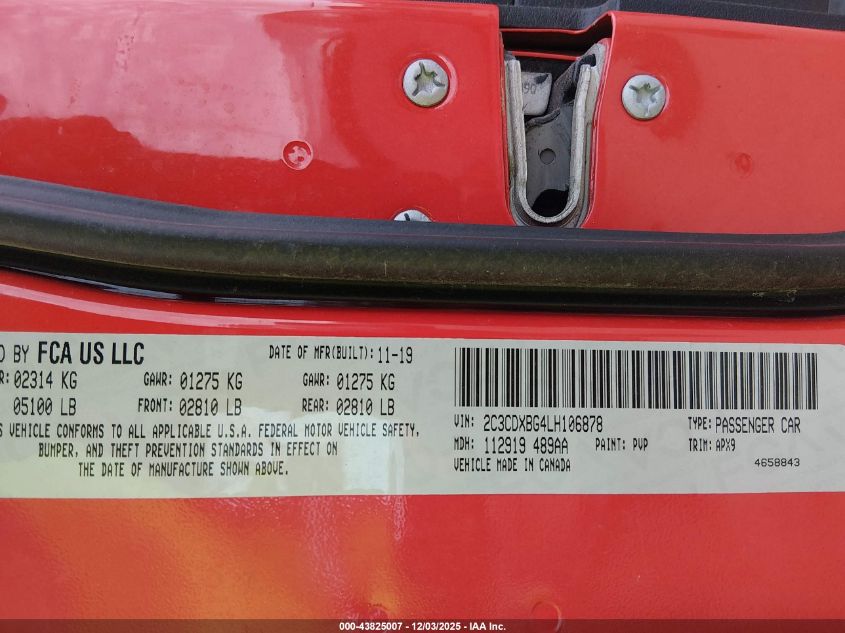 D BY FCA US LLC DATE OF MFR(BUILT): 11-19
R: 02314 KG GAWR: 01275 KG GAWR: 01275 KG
05100 LB FRONT: 02810 LB REAR: 02810 LB
S VEHICLE CONFORMS TO ALL APPLICABLE U.S.A. FEDERAL MOTOR VEHICLE SAFETY,
BUMPER, AND THEFT PREVENTION STANDARDS IN EFFECT ON
THE DATE OF MANUFACTURE SHOWN ABOVE.
VIN: 2C3CDXBG4LH106878 TYPE: PASSENGER CAR
MDH: 112919 489AA PAINT: PVP TRIM: APX9
VEHICLE MADE IN CANADA 4658843
000-43825007 - 12/03/2025 - IAA Inc.